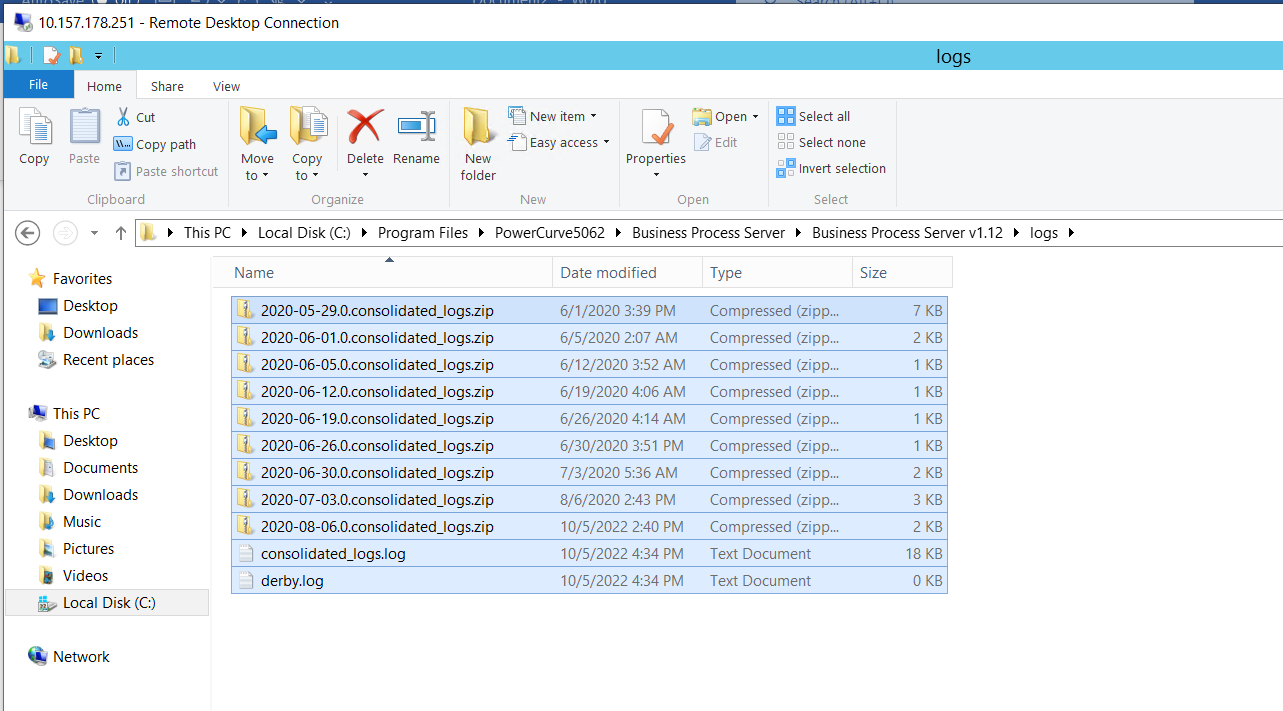 10.157.178.251 - Remote Desktop Connection
logs
File Home Share View
Copy
Paste
Cut
Copy path
Paste shortcut
Clipboard
Move to
Copy to
Delete
Rename
Organize
New folder
New item
Easy access
New
Properties
Open
Edit
Open
Select all
Select none
Invert selection
Select
This PC Local Disk (C:) Program Files PowerCurve5062 Business Process Server Business Process Server v1.12 logs
Favorites
Desktop
Downloads
Recent places
This PC
Desktop
Documents
Downloads
Music
Pictures
Videos
Local Disk (C:)
Network
Name Date modified Type Size
2020-05-29.0.consolidated_logs.zip 6/1/2020 3:39 PM Compressed (zipp... 7 KB
2020-06-01.0.consolidated_logs.zip 6/5/2020 2:07 AM Compressed (zipp... 2 KB
2020-06-05.0.consolidated_logs.zip 6/12/2020 3:52 AM Compressed (zipp... 1 KB
2020-06-12.0.consolidated_logs.zip 6/19/2020 4:06 AM Compressed (zipp... 1 KB
2020-06-19.0.consolidated_logs.zip 6/26/2020 4:14 AM Compressed (zipp... 1 KB
2020-06-26.0.consolidated_logs.zip 6/30/2020 3:51 PM Compressed (zipp... 1 KB
2020-06-30.0.consolidated_logs.zip 7/3/2020 5:36 AM Compressed (zipp... 2 KB
2020-07-03.0.consolidated_logs.zip 8/6/2020 2:43 PM Compressed (zipp... 3 KB
2020-08-06.0.consolidated_logs.zip 10/5/2022 2:40 PM Compressed (zipp... 2 KB
consolidated_logs.log 10/5/2022 4:34 PM Text Document 18 KB
derby.log 10/5/2022 4:34 PM Text Document 0 KB